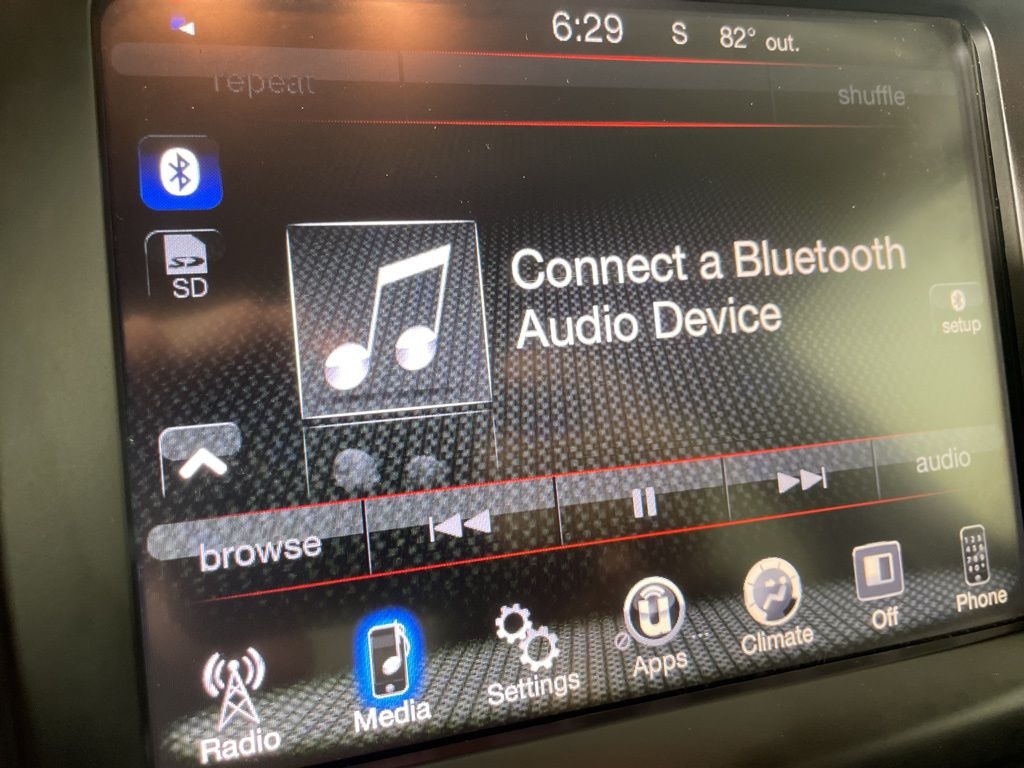 6:29 S 82° out.
repeat shuffle
SD
Connect a Bluetooth
Audio Device
setup
browse audio
Radio Media Settings Apps Climate Off Phone